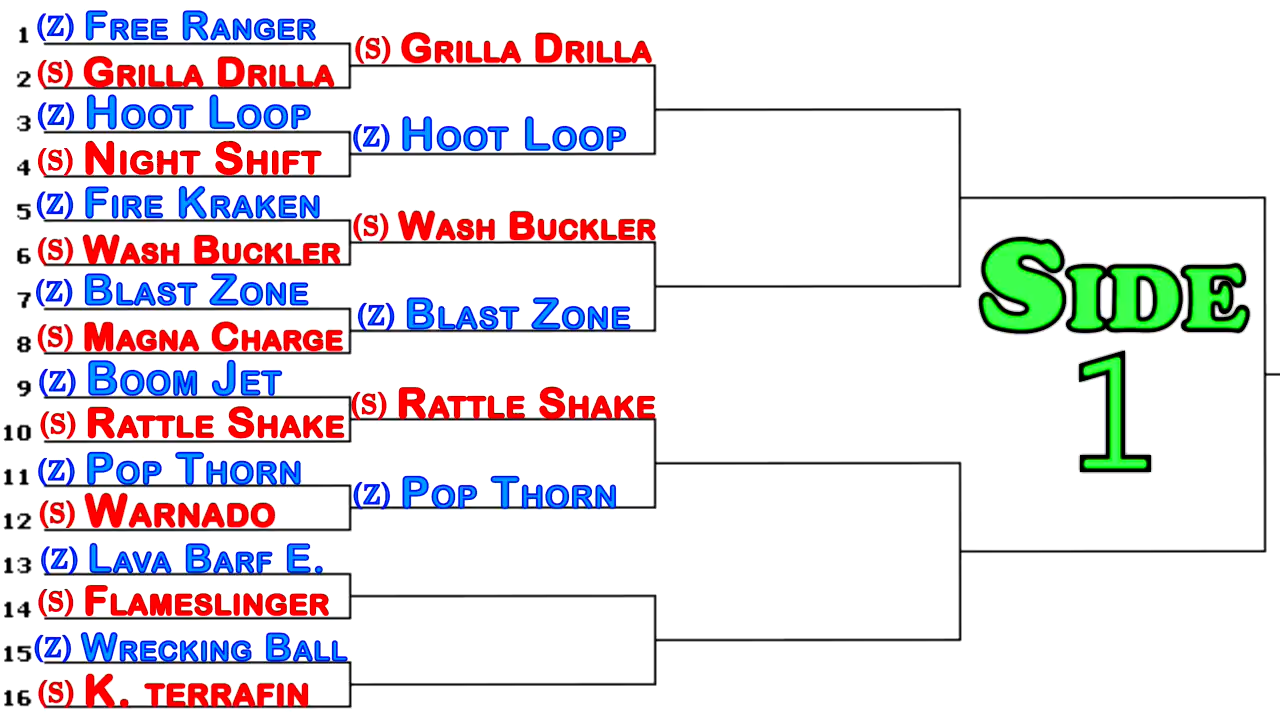 1 (Z) FREE RANGER
2 (S) GRILLA DRILLA
3 (Z) HOOT LOOP
4 (S) NIGHT SHIFT
5 (Z) FIRE KRAKEN
6 (S) WASH BUCKLER
7 (Z) BLAST ZONE
8 (S) MAGNA CHARGE
9 (Z) BOOM JET
10 (S) RATTLE SHAKE
11 (Z) POP THORN
12 (S) WARNADO
13 (Z) LAVA BARF E.
14 (S) FLAMESLINGER
15 (Z) WRECKING BALL
16 (S) K. TERRAFIN
(S) GRILLA DRILLA
(Z) HOOT LOOP
(S) WASH BUCKLER
(Z) BLAST ZONE
(S) RATTLE SHAKE
(Z) POP THORN
SIDE
1